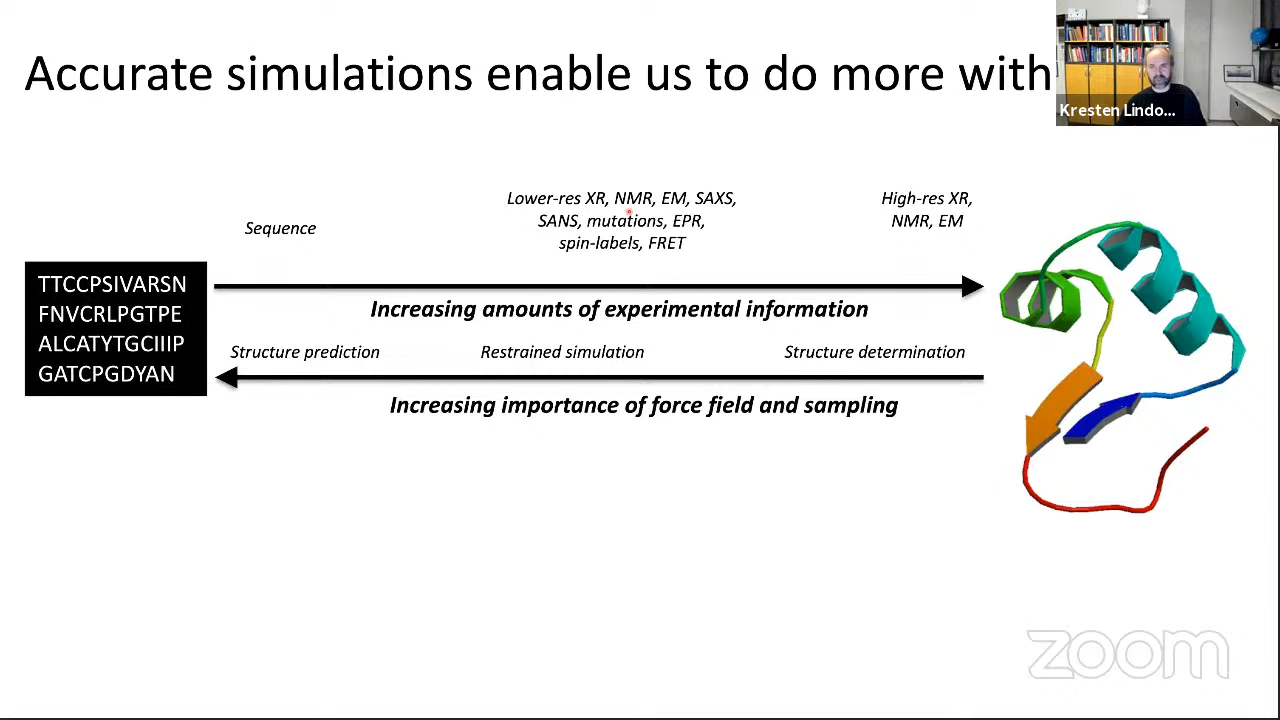 Accurate simulations enable us to do more with
Kresten Lindo...
Lower-res XR, NMR, EM, SAXS,
SANS, mutations, EPR,
spin-labels, FRET
High-res XR,
NMR, EM
Sequence
TTCCPSIVARSN
FNVCRLPGTPE
ALCATYTGCIIIP
GATCPGDYAN
Increasing amounts of experimental information
Structure prediction
Restrained simulation
Structure determination
Increasing importance of force field and sampling
zoom